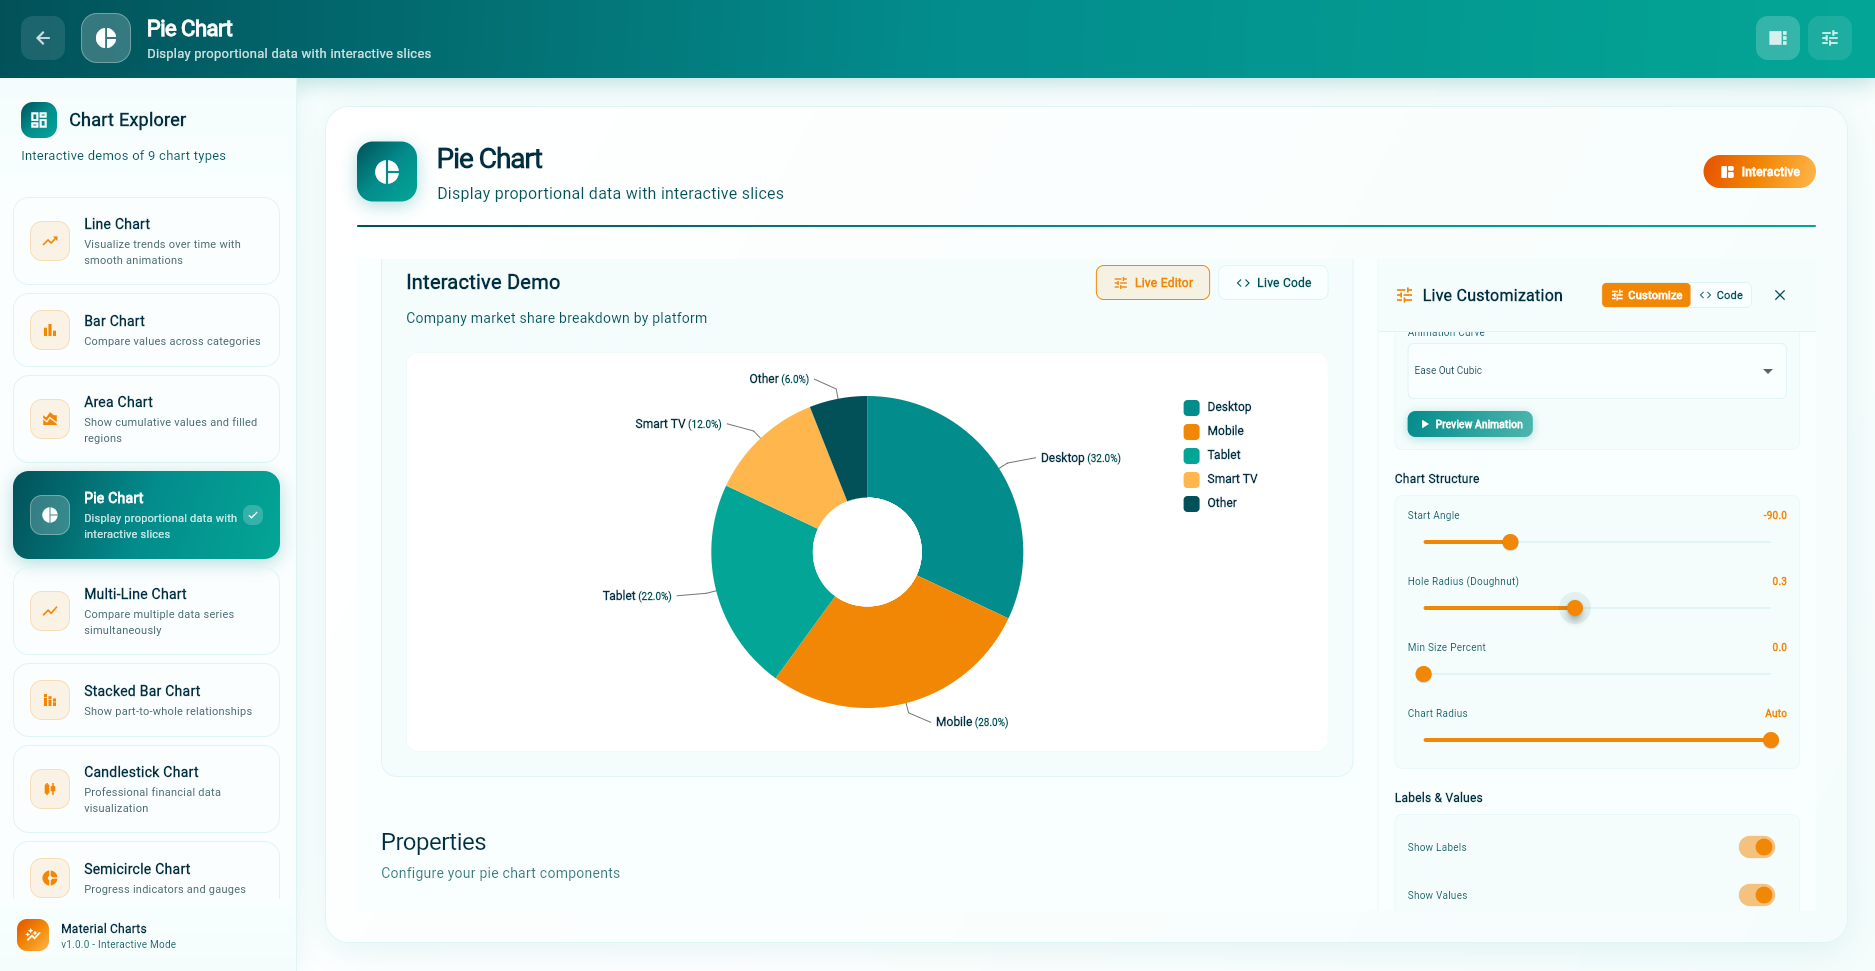 Pie Chart
Display proportional data with interactive slices
Chart Explorer
Interactive demos of 9 chart types
Line Chart
Visualize trends over time with
smooth animations
Bar Chart
Compare values across categories
Area Chart
Show cumulative values and filled
regions
Pie Chart
Display proportional data with
interactive slices
Multi-Line Chart
Compare multiple data series
simultaneously
Stacked Bar Chart
Show part-to-whole relationships
Candlestick Chart
Professional financial data
visualization
Semicircle Chart
Progress indicators and gauges
Material Charts
v1.0.0 - Interactive Mode
Pie Chart
Display proportional data with interactive slices
Interactive
Interactive Demo
Live Editor
Live Code
Company market share breakdown by platform
Other (6.0%)
Smart TV (12.0%)
Desktop (32.0%)
Tablet (22.0%)
Mobile (28.0%)
Desktop
Mobile
Tablet
Smart TV
Other
Properties
Configure your pie chart components
Live Customization
Customize
Code
Animation Curve
Ease Out Cubic
Preview Animation
Chart Structure
Start Angle -90.0
Hole Radius (Doughnut) 0.3
Min Size Percent 0.0
Chart Radius Auto
Labels & Values
Show Labels
Show Values